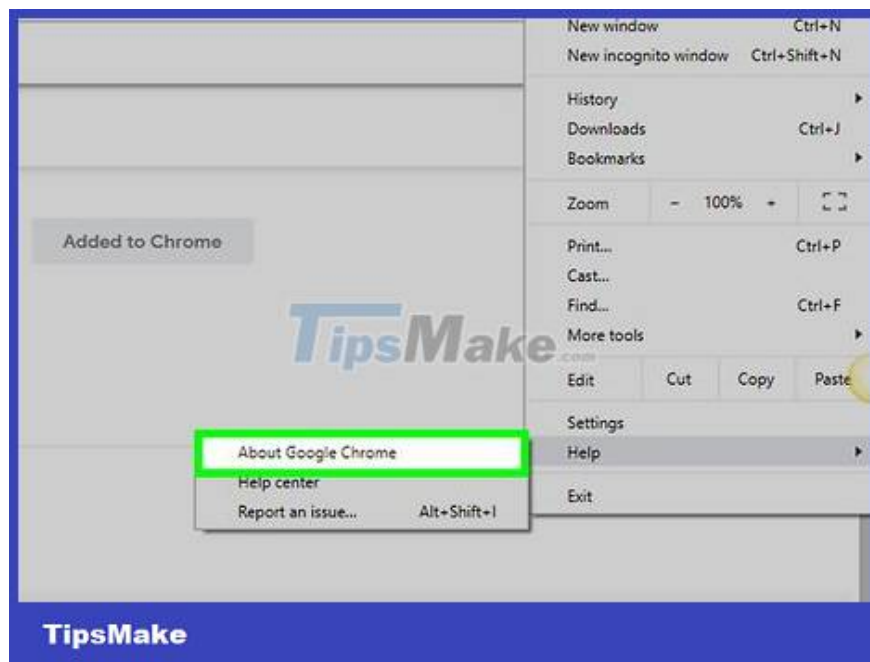 New window Ctrl+N
New incognito window Ctrl+Shift+N
History
Downloads Ctrl+J
Bookmarks
Zoom - 100% +
Added to Chrome
Print... Ctrl+P
Cast...
Find... Ctrl+F
TipsMake.com
More tools
Edit Cut Copy Paste
Settings
About Google Chrome
Help
Help center
Exit
Report an issue... Alt+Shift+I
TipsMake